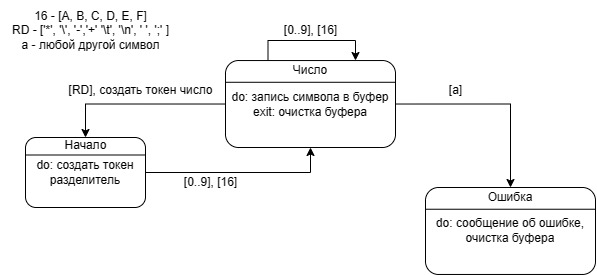 16 - [A, B, C, D, E, F]
RD - ['*', '\', '-','+' '\t', '\n', ' ', ';' ]
a - любой другой символ
[0..9], [16]
Число
do: запись символа в буфер
exit: очистка буфера
[RD], создать токен число
[a]
Начало
do: создать токен
разделитель
[0..9], [16]
Ошибка
do: сообщение об ошибке,
очистка буфера